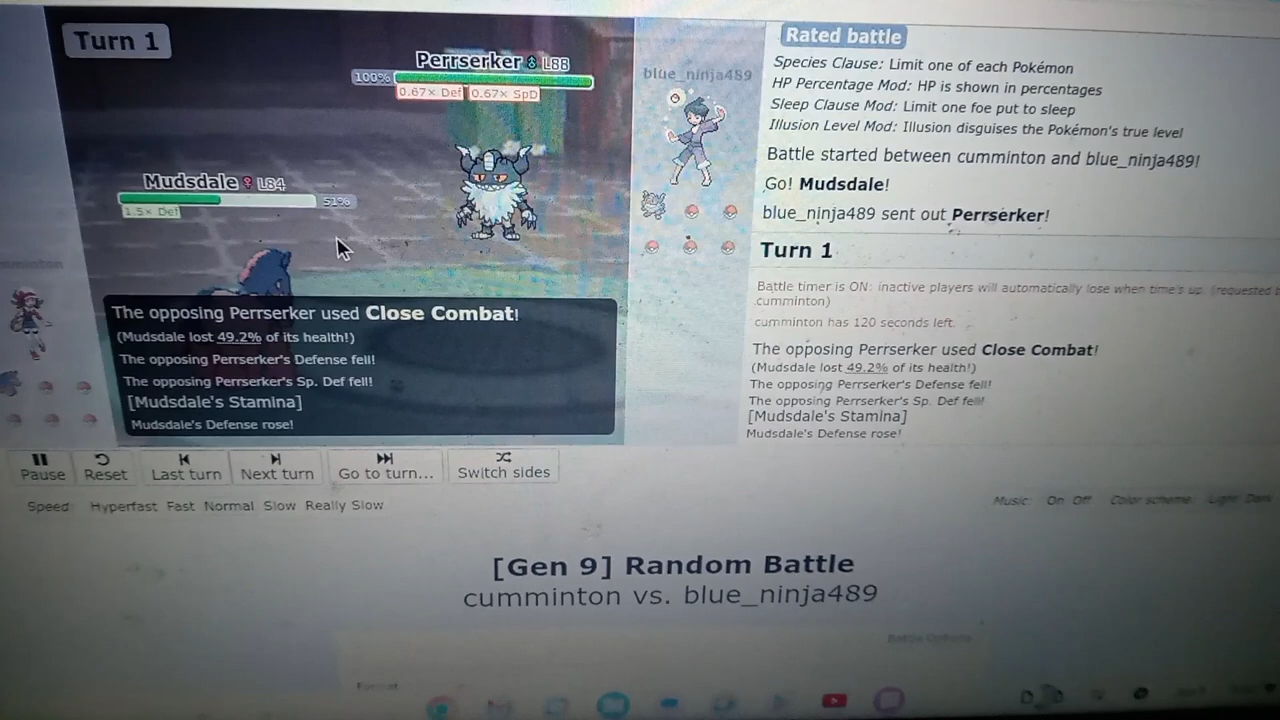 Turn 1
Perrserker L88
100%
0.67× Def 0.67× SpD
Mudsdale L84
51%
1.5× Def
The opposing Perrserker used Close Combat!
(Mudsdale lost 49.2% of its health!)
The opposing Perrserker's Defense fell!
The opposing Perrserker's Sp. Def fell!
[Mudsdale's Stamina]
Mudsdale's Defense rose!
blue_ninja489
Rated battle
Species Clause: Limit one of each Pokémon
HP Percentage Mod: HP is shown in percentages
Sleep Clause Mod: Limit one foe put to sleep
Illusion Level Mod: Illusion disguises the Pokémon's true level
Battle started between cumminton and blue_ninja489!
Go! Mudsdale!
blue_ninja489 sent out Perrserker!
Turn 1
Battle timer is ON: inactive players will automatically lose when time's up. (requested
cumminton)
cumminton has 120 seconds left.
The opposing Perrserker used Close Combat!
(Mudsdale lost 49.2% of its health!)
The opposing Perrserker's Defense fell!
The opposing Perrserker's Sp. Def fell!
[Mudsdale's Stamina]
Mudsdale's Defense rose!
Pause Reset Last turn Next turn Go to turn... Switch sides
Speed: Hyperfast Fast Normal Slow Really Slow
Music: On Off Color scheme: Light Dark
[Gen 9] Random Battle
cumminton vs. blue_ninja489
Battle Options
Format